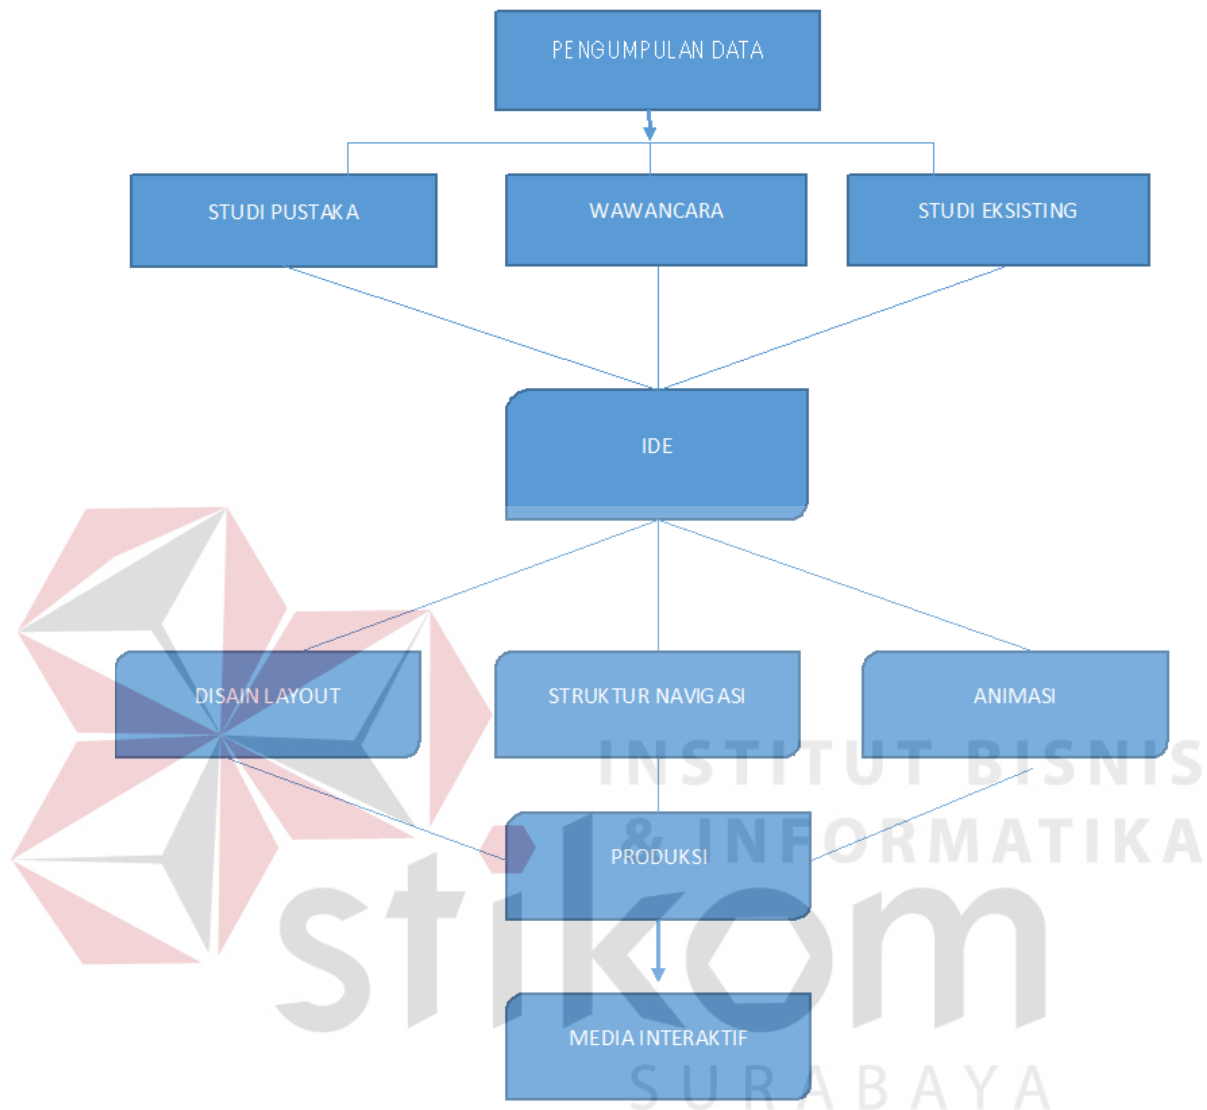 PENGUMPULAN DATA
STUDI PUSTAKA
WAWANCARA
STUDI EKSISTING
IDE
DISAIN LAYOUT
STRUKTUR NAVIGASI
ANIMASI
INSTITUT BISNIS
& INFORMATIKA
PRODUKSI
stikom
MEDIA INTERAKTIF
SURABAYA